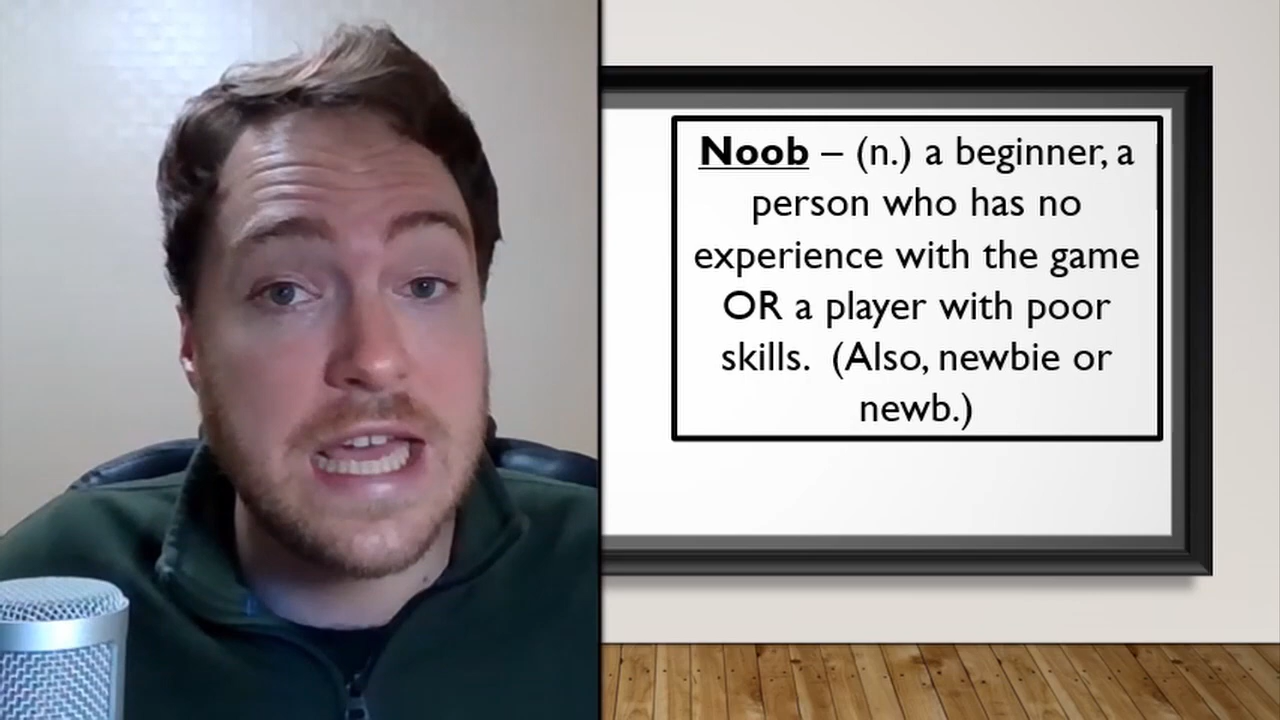 Noob – (n.) a beginner, a
person who has no
experience with the game
OR a player with poor
skills.  (Also, newbie or
newb.)